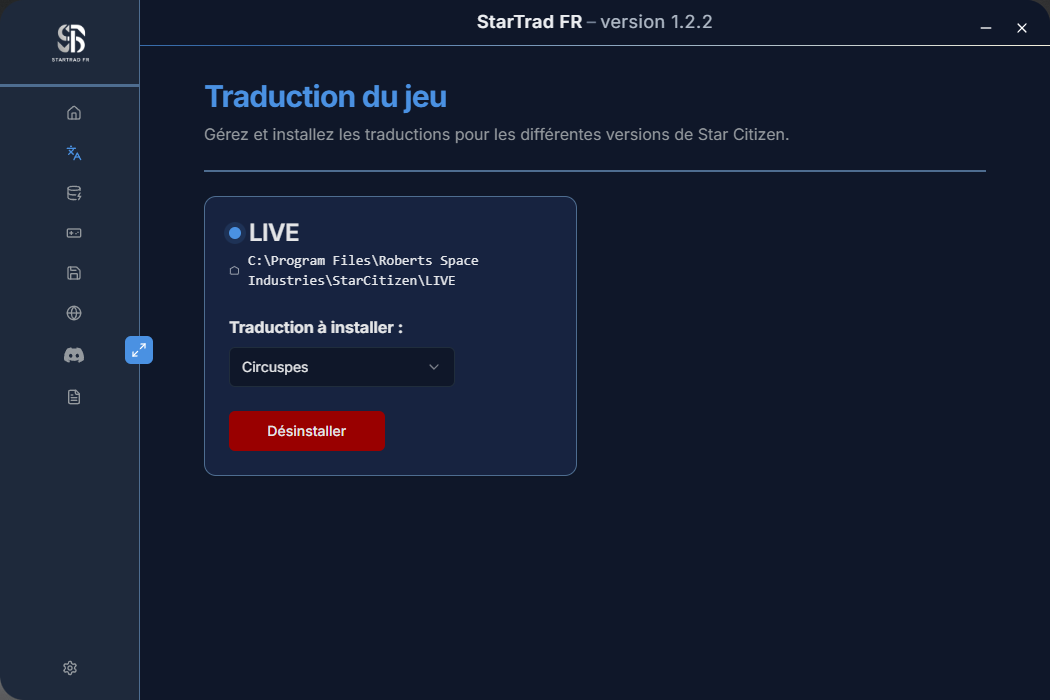 StarTrad FR – version 1.2.2
STARTRAD FR
Traduction du jeu
Gérez et installez les traductions pour les différentes versions de Star Citizen.
LIVE
C:\Program Files\Roberts Space
Industries\StarCitizen\LIVE
Traduction à installer :
Circuspes
Désinstaller